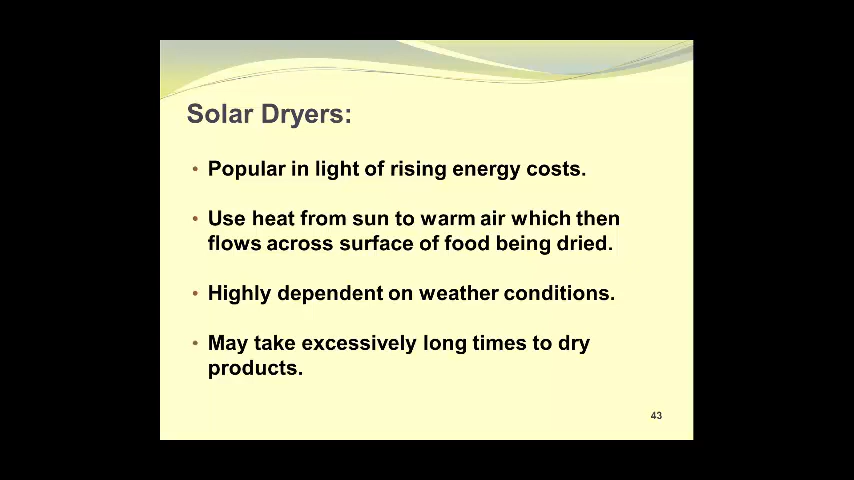 Solar Dryers:
• Popular in light of rising energy costs.
• Use heat from sun to warm air which then
flows across surface of food being dried.
• Highly dependent on weather conditions.
• May take excessively long times to dry
products.
43